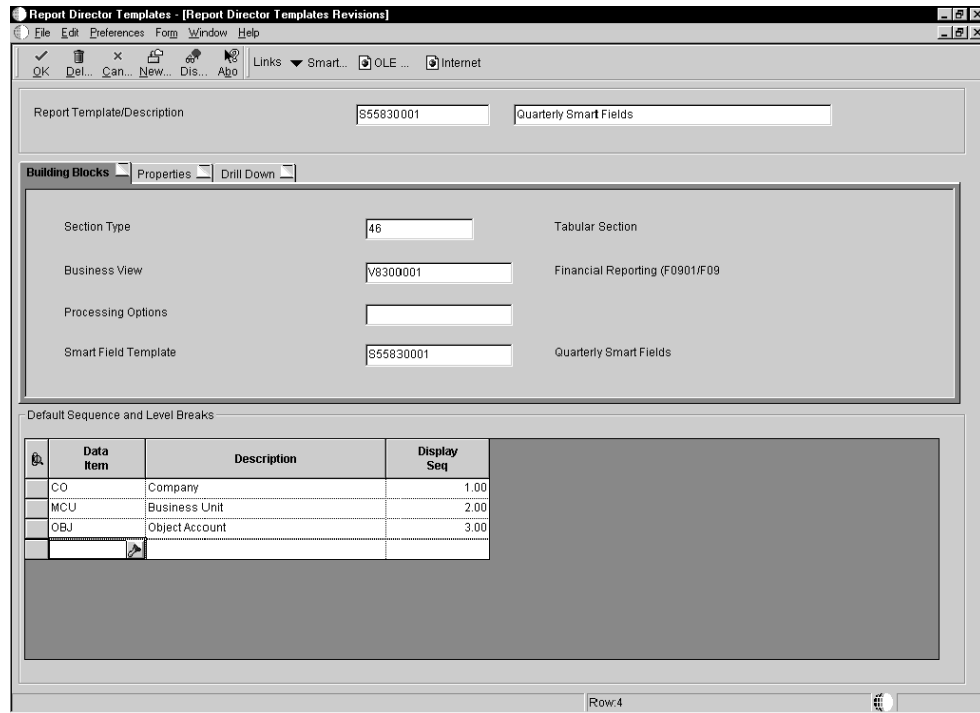 Report Director Templates - [Report Director Templates Revisions]
File Edit Preferences Form Window Help
OK Del... Can... New... Dis... Abo Links Smart... OLE ... Internet
Report Template/Description S55830001 Quarterly Smart Fields
Building Blocks Properties Drill Down
Section Type 46 Tabular Section
Business View V8300001 Financial Reporting (F0901/F09
Processing Options
Smart Field Template S55830001 Quarterly Smart Fields
Default Sequence and Level Breaks
Data Item Description Display Seq
CO Company 1.00
MCU Business Unit 2.00
OBJ Object Account 3.00
Row:4